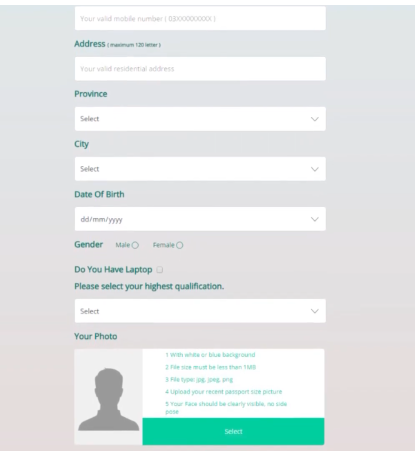 Your valid mobile number ( 03XXXXXXXXX )
Address ( maximum 120 letter )
Your valid residential address
Province
Select
City
Select
Date Of Birth
dd/mm/yyyy
Gender Male Female
Do You Have Laptop
Please select your highest qualification.
Select
Your Photo
1 With white or blue background
2 File size must be less than 1MB
3 File type: jpg, jpeg, png
4 Upload your recent passport size picture
5 Your Face should be clearly visible, no side
pose
Select